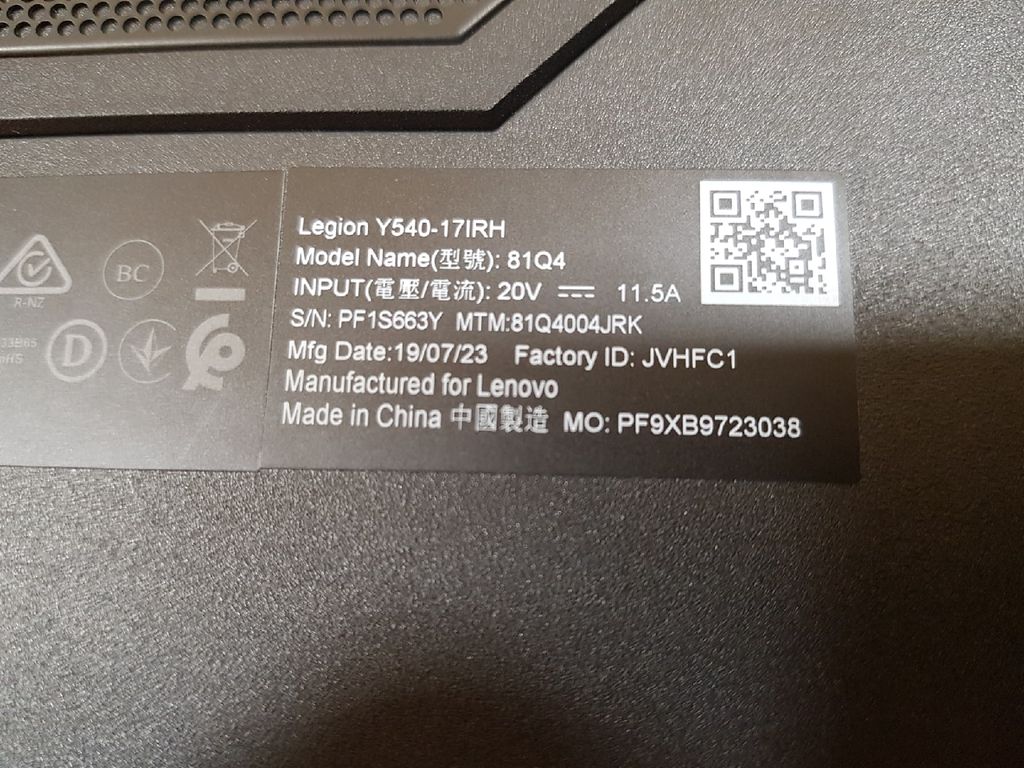 Legion Y540-17IRH
Model Name(型號): 81Q4
INPUT(電壓/電流): 20V ⎓ 11.5A
S/N: PF1S663Y MTM:81Q4004JRK
Mfg Date:19/07/23 Factory ID: JVHFC1
Manufactured for Lenovo
Made in China 中國製造 MO: PF9XB9723038
R-NZ
BC
D